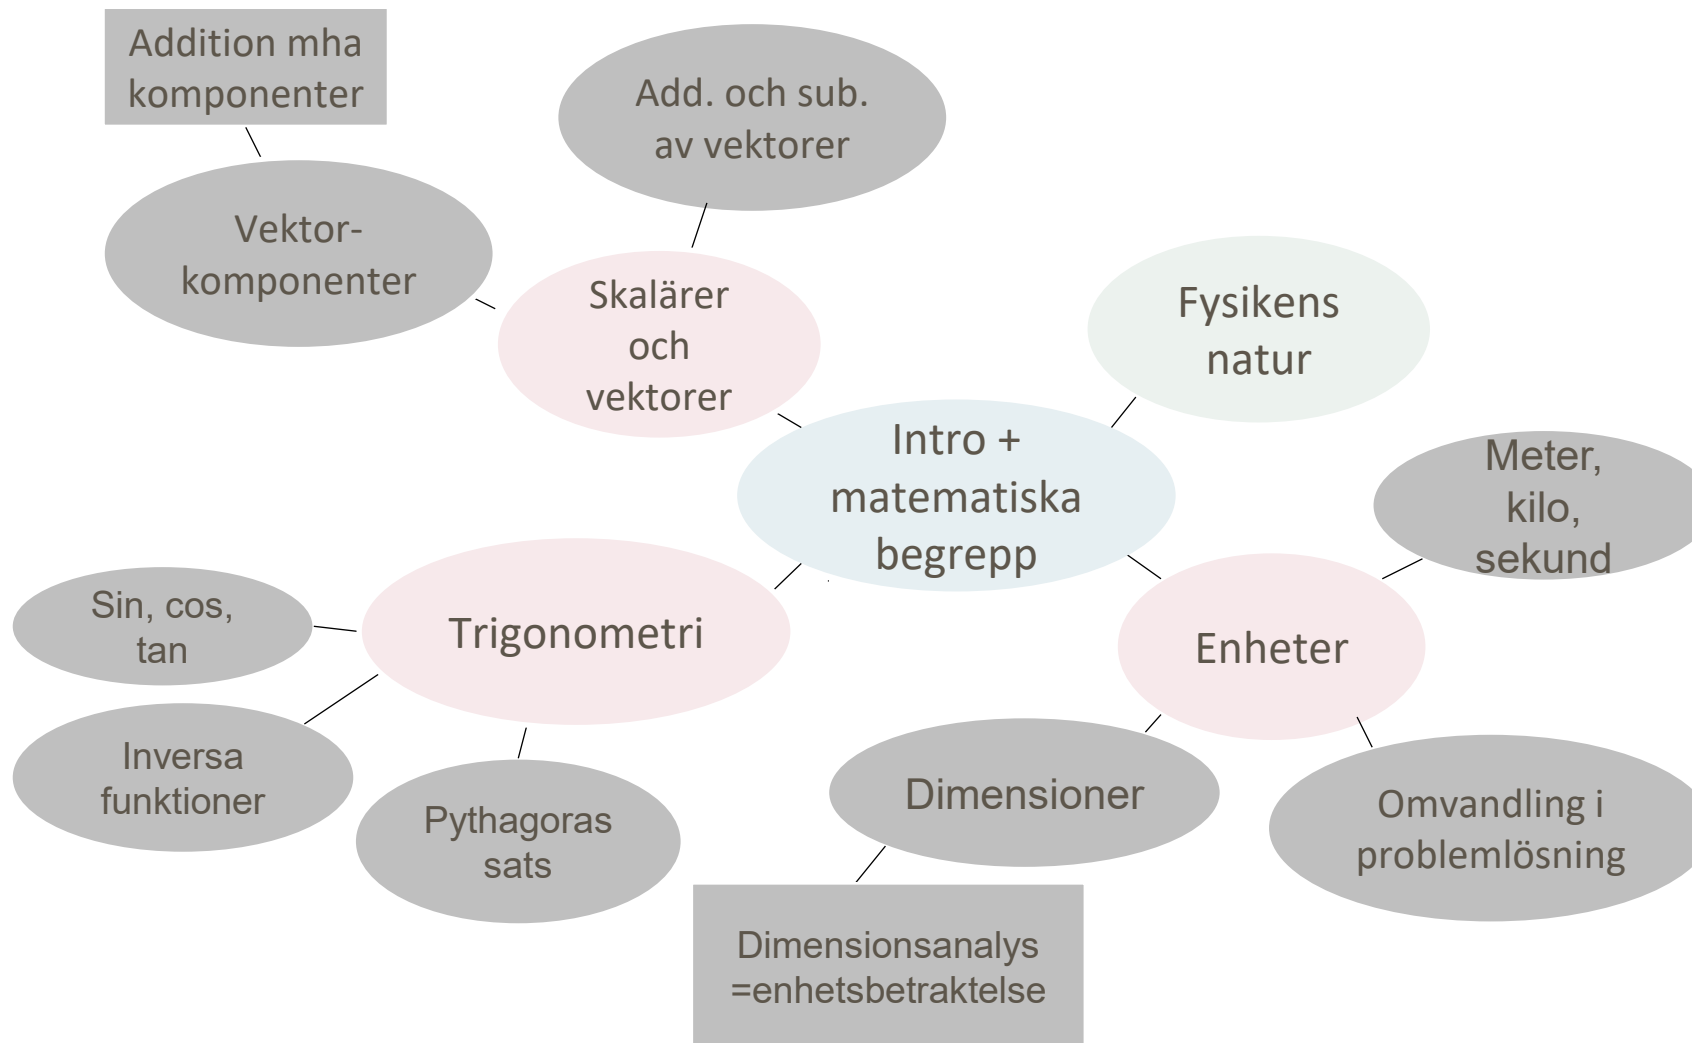 Addition mha
komponenter
Add. och sub.
av vektorer
Vektor-
komponenter
Skalärer
och
vektorer
Fysikens
natur
Intro +
matematiska
begrepp
Meter,
kilo,
sekund
Sin, cos,
tan
Trigonometri
Enheter
Inversa
funktioner
Pythagoras
sats
Dimensioner
Omvandling i
problemlösning
Dimensionsanalys
=enhetsbetraktelse